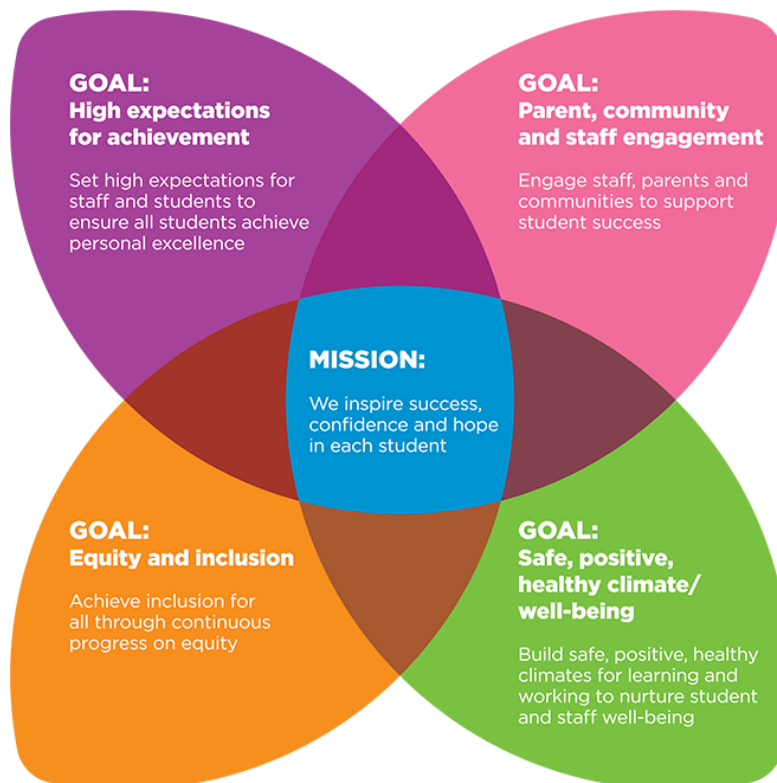 GOAL:
High expectations
for achievement
Set high expectations for
staff and students to
ensure all students achieve
personal excellence
GOAL:
Parent, community
and staff engagement
Engage staff, parents and
communities to support
student success
MISSION:
We inspire success,
confidence and hope
in each student
GOAL:
Equity and inclusion
Achieve inclusion for
all through continuous
progress on equity
GOAL:
Safe, positive,
healthy climate/
well-being
Build safe, positive, healthy
climates for learning and
working to nurture student
and staff well-being